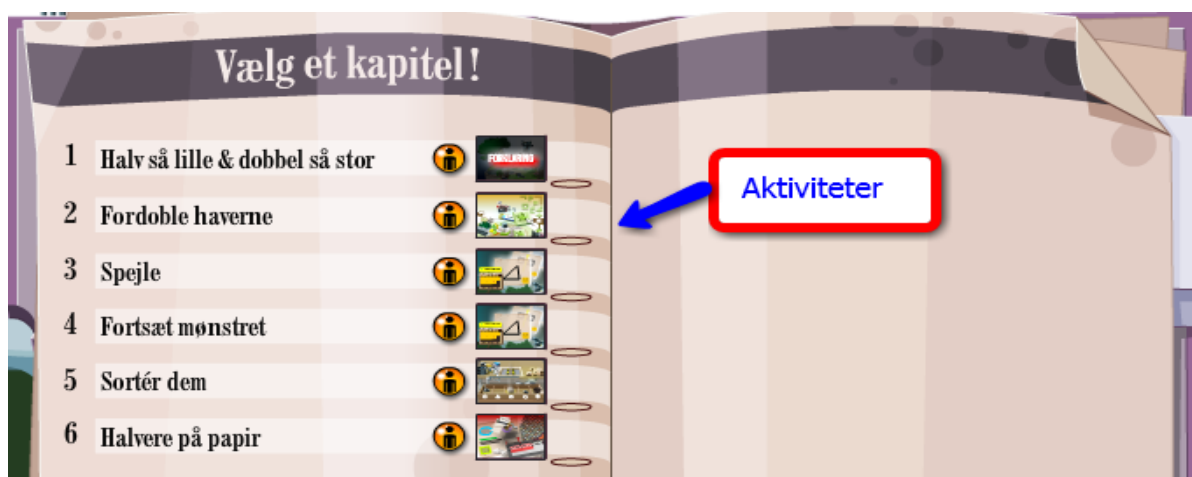 Vælg et kapitel!
1 Halv så lille & dobbel så stor
FORKLARING
2 Fordoble haverne
3 Spejle
4 Fortsæt mønstret
5 Sortér dem
6 Halvere på papir
Aktiviteter